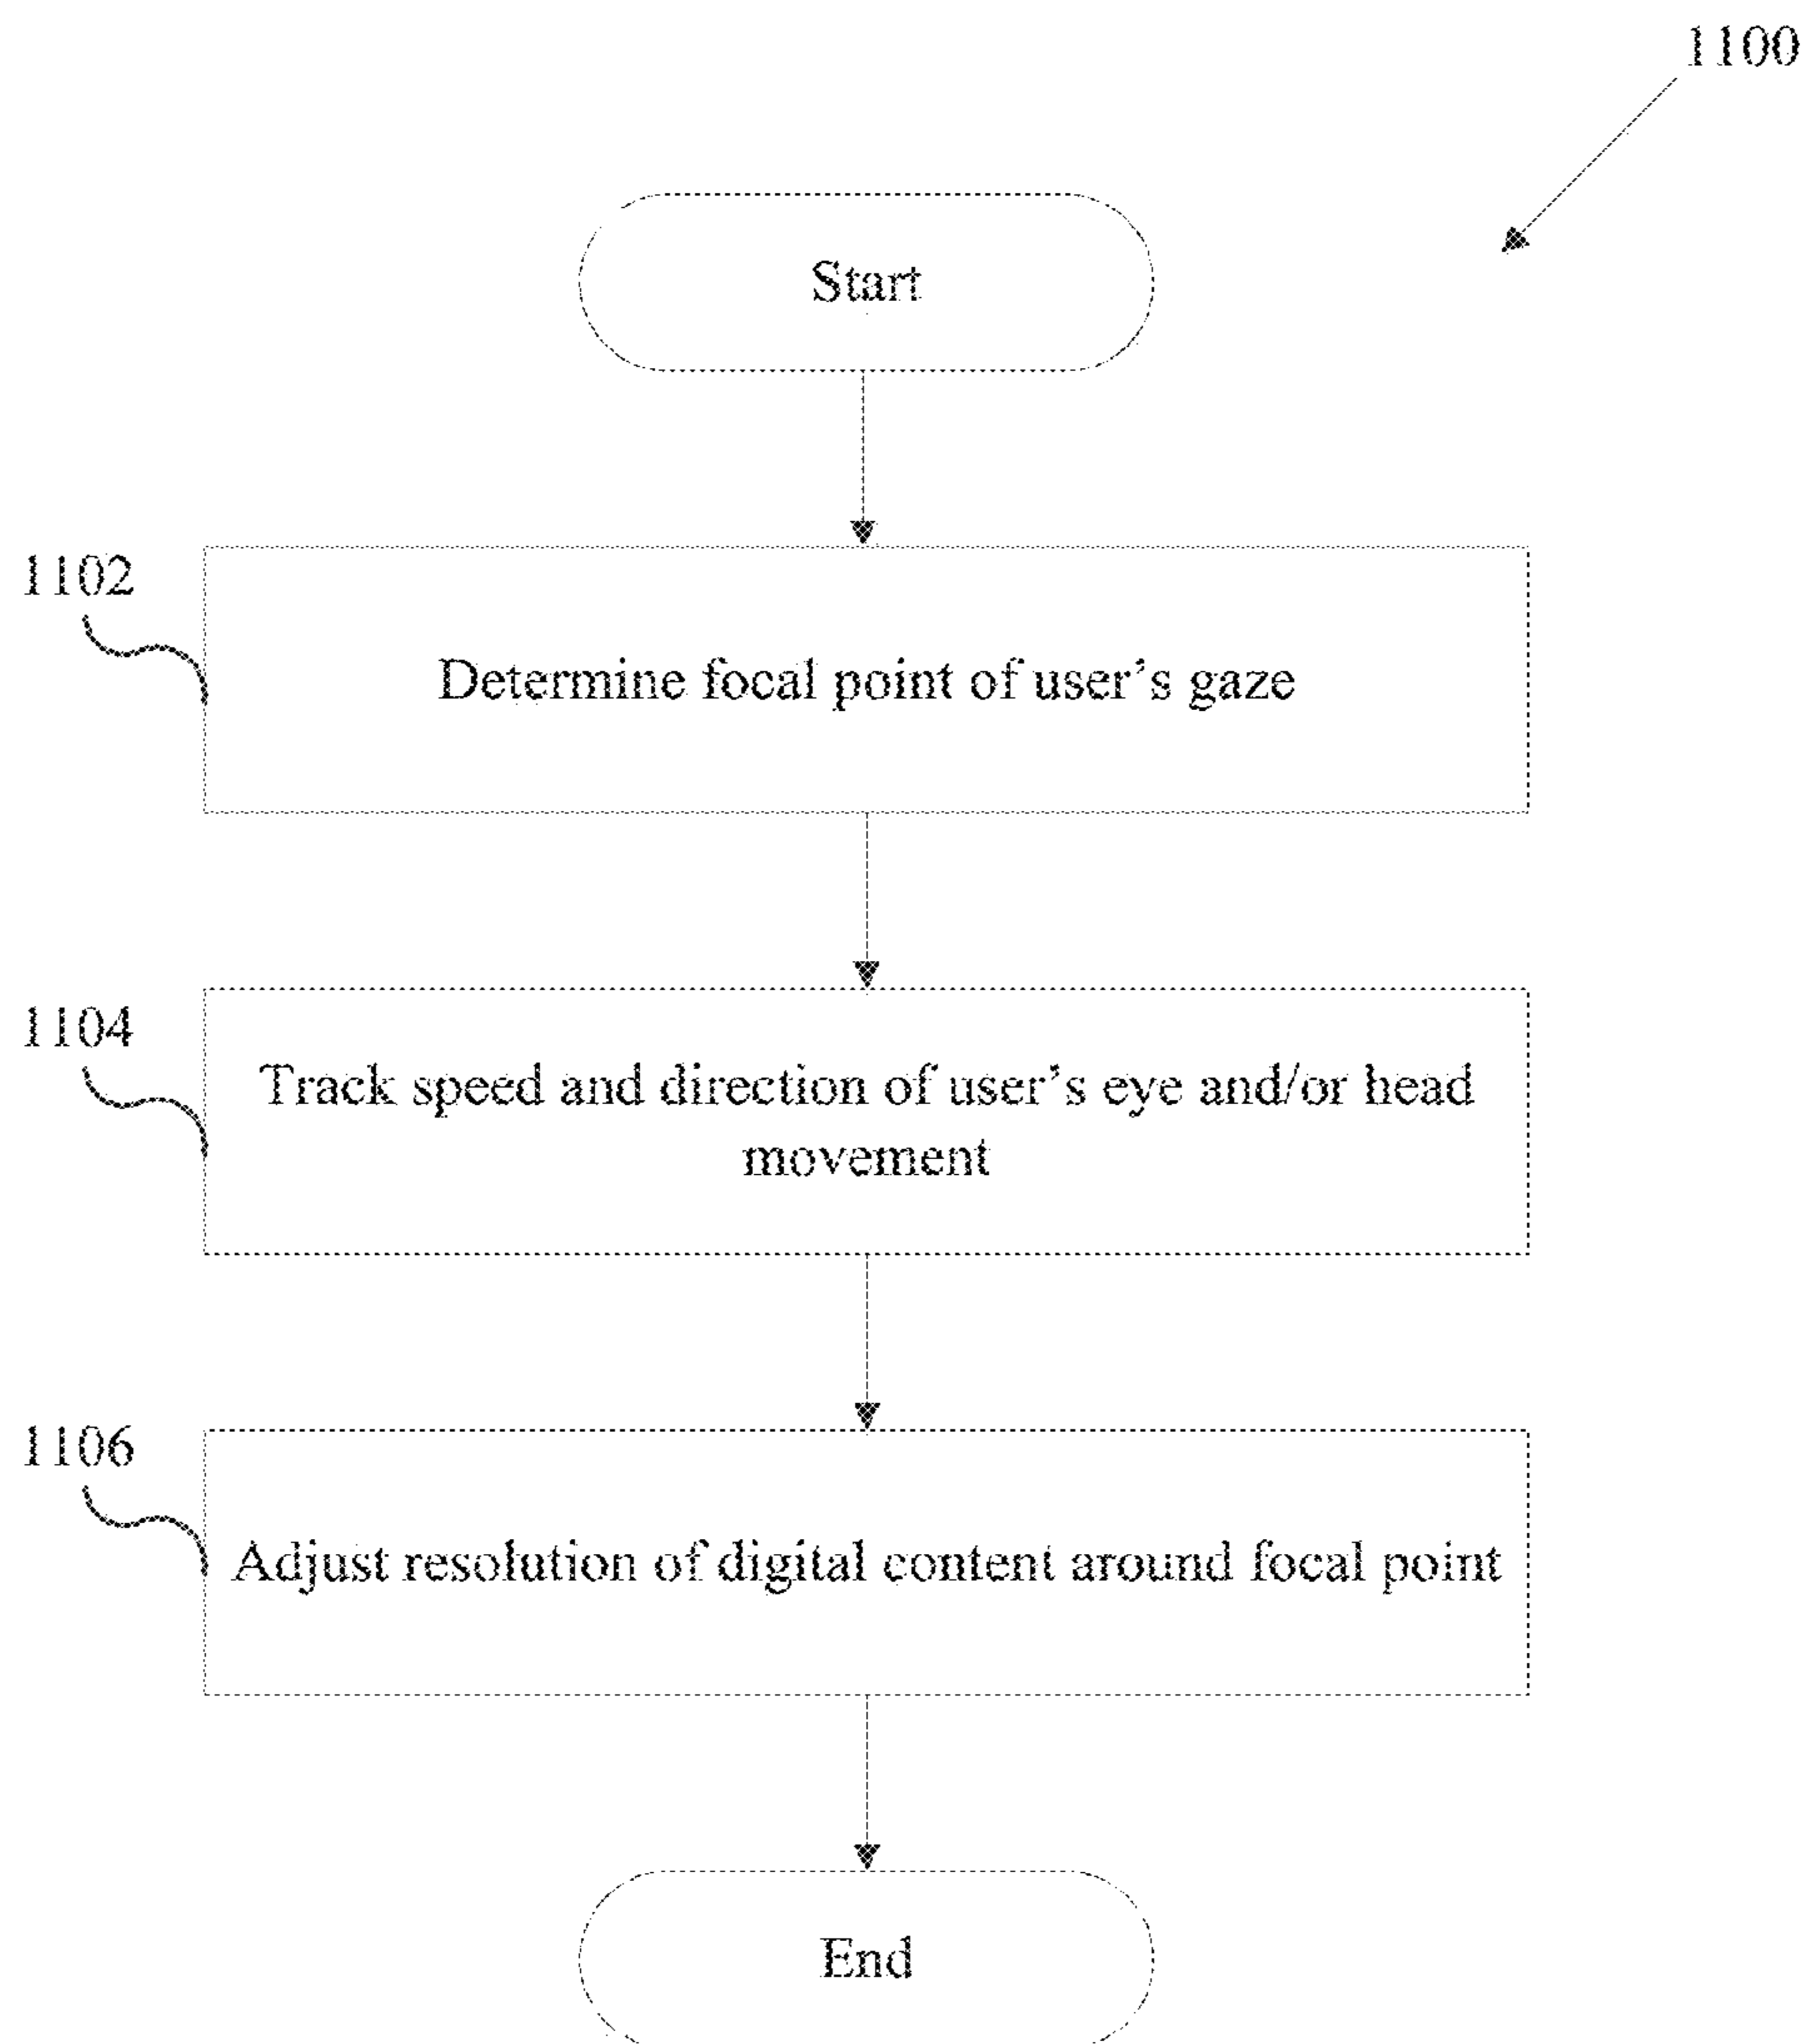 1100
Start
1102
Determine focal point of user's gaze
1104
Track speed and direction of user's eye and/or head
movement
1106
Adjust resolution of digital content around focal point
End